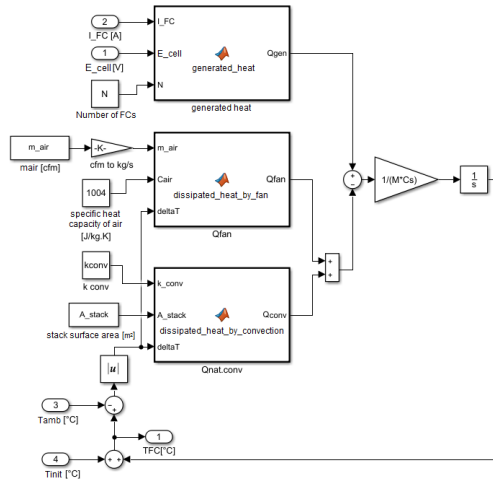 2
I_FC [A]
I_FC
1
E_cell [V]
E_cell
N
Number of FCs
N
generated_heat
Qgen
generated heat
m_air
mair [cfm]
-K-
cfm to kg/s
m_air
1004
specific heat
capacity of air
[J/kg.K]
Cair
deltaT
dissipated_heat_by_fan
Qfan
Qfan
+
−
1/(M*Cs)
1
s
kconv
k conv
k_conv
A_stack
stack surface area [m²]
A_stack
deltaT
dissipated_heat_by_convection
Qconv
Qnat.conv
+
+
|u|
3
Tamb [°C]
−
+
1
TFC[°C]
4
Tinit [°C]
+ +